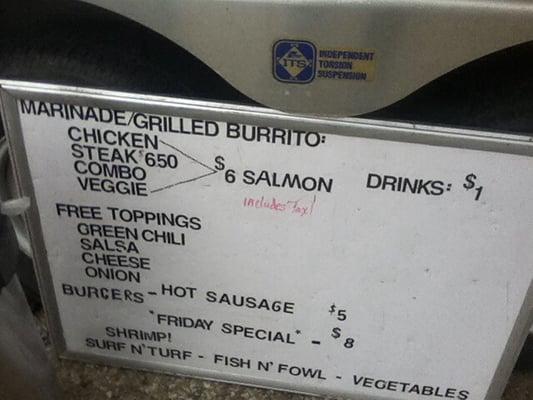 ITS
INDEPENDENT
TORSION
SUSPENSION
MARINADE/GRILLED BURRITO:
CHICKEN
STEAK $650
COMBO
VEGGIE
$6 SALMON
includes Tax!
DRINKS: $1
FREE TOPPINGS
GREEN CHILI
SALSA
CHEESE
ONION
BURGERS - HOT SAUSAGE $5
"FRIDAY SPECIAL" - $8
SHRIMP!
SURF N' TURF - FISH N' FOWL - VEGETABLES